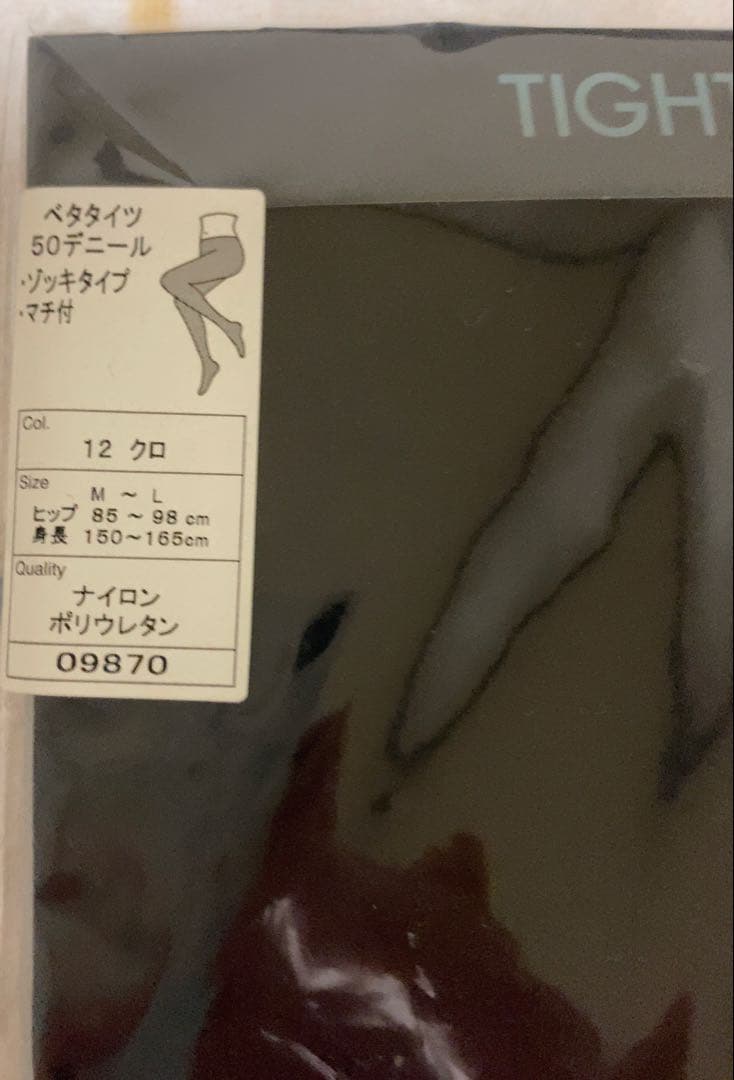 TIGHT
ベタタイツ
50デニール
・ゾッキタイプ
・マチ付
Col.
12 クロ
Size
M ～ L
ヒップ 85 ～ 98 cm
身長 150～165cm
Quality
ナイロン
ポリウレタン
09870